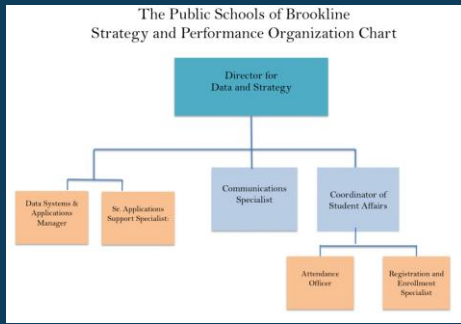 The Public Schools of Brookline
Strategy and Performance Organization Chart
Director for
Data and Strategy
Data Systems &
Applications
Manager
Sr. Applications
Support Specialist:
Communications
Specialist
Coordinator of
Student Affairs
Attendance
Officer
Registration and
Enrollment
Specialist